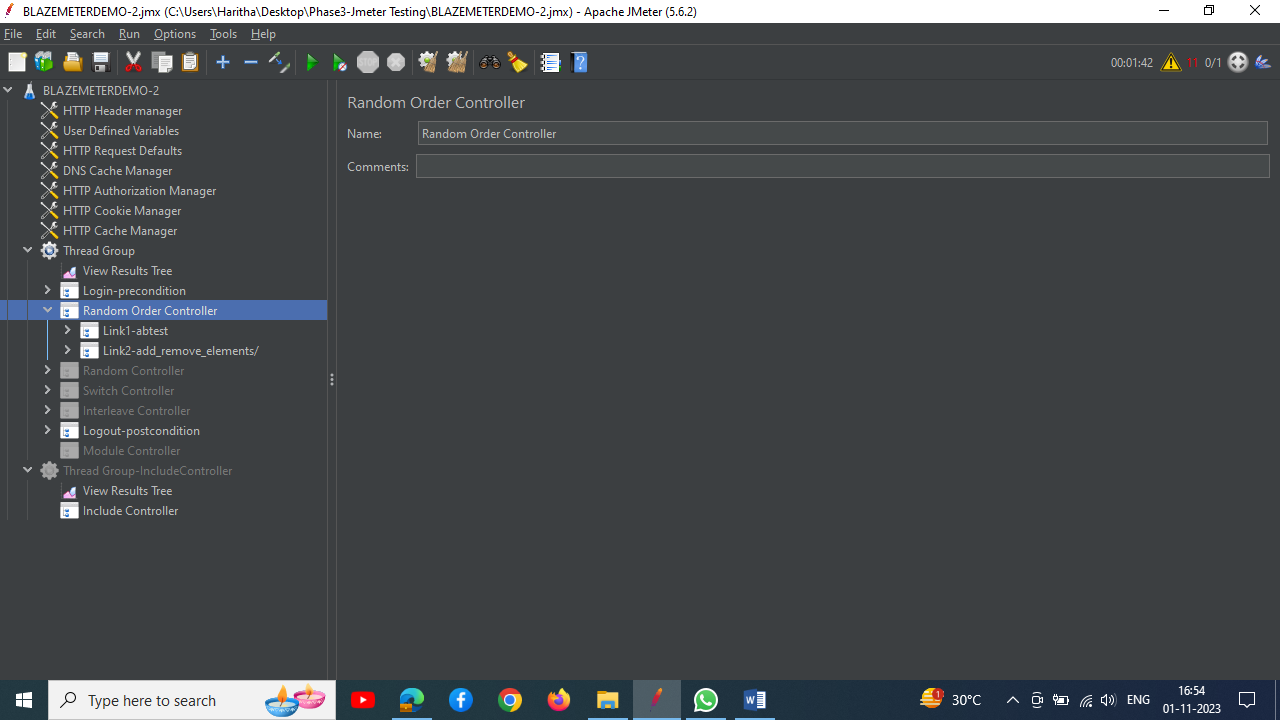 BLAZEMETERDEMO-2.jmx (C:\Users\Haritha\Desktop\Phase3-Jmeter Testing\BLAZEMETERDEMO-2.jmx) - Apache JMeter (5.6.2)
File Edit Search Run Options Tools Help
STOP 00:01:42 11 0/1
BLAZEMETERDEMO-2
HTTP Header manager
User Defined Variables
HTTP Request Defaults
DNS Cache Manager
HTTP Authorization Manager
HTTP Cookie Manager
HTTP Cache Manager
Thread Group
View Results Tree
Login-precondition
Random Order Controller
Link1-abtest
Link2-add_remove_elements/
Random Controller
Switch Controller
Interleave Controller
Logout-postcondition
Module Controller
Thread Group-IncludeController
View Results Tree
Include Controller
Random Order Controller
Name: Random Order Controller
Comments:
Type here to search
1 30°C ENG 16:54
01-11-2023